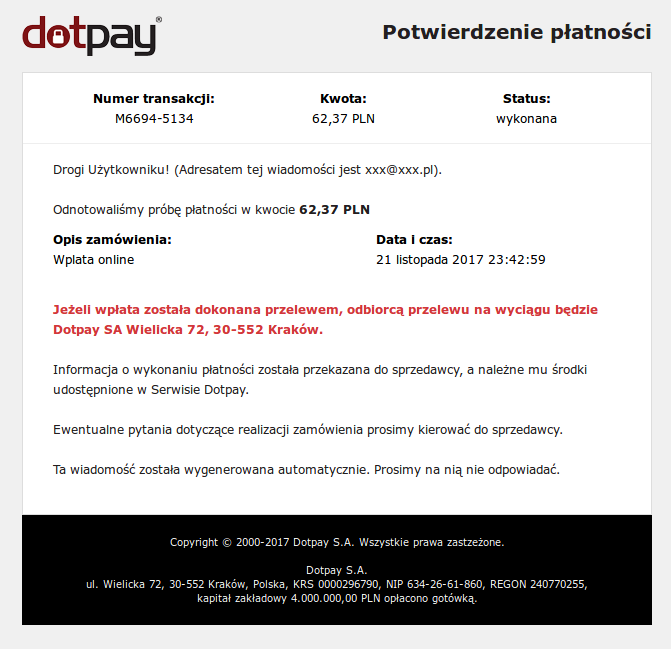 dotpay®
Potwierdzenie płatności
Numer transakcji: Kwota: Status:
M6694-5134 62,37 PLN wykonana
Drogi Użytkowniku! (Adresatem tej wiadomości jest xxx@xxx.pl).
Odnotowaliśmy próbę płatności w kwocie 62,37 PLN
Opis zamówienia: Data i czas:
Wplata online 21 listopada 2017 23:42:59
Jeżeli wpłata została dokonana przelewem, odbiorcą przelewu na wyciągu będzie
Dotpay SA Wielicka 72, 30-552 Kraków.
Informacja o wykonaniu płatności została przekazana do sprzedawcy, a należne mu środki
udostępnione w Serwisie Dotpay.
Ewentualne pytania dotyczące realizacji zamówienia prosimy kierować do sprzedawcy.
Ta wiadomość została wygenerowana automatycznie. Prosimy na nią nie odpowiadać.
Copyright © 2000-2017 Dotpay S.A. Wszystkie prawa zastzeżone.
Dotpay S.A.
ul. Wielicka 72, 30-552 Kraków, Polska, KRS 0000296790, NIP 634-26-61-860, REGON 240770255,
kapitał zakładowy 4.000.000,00 PLN opłacono gotówką.